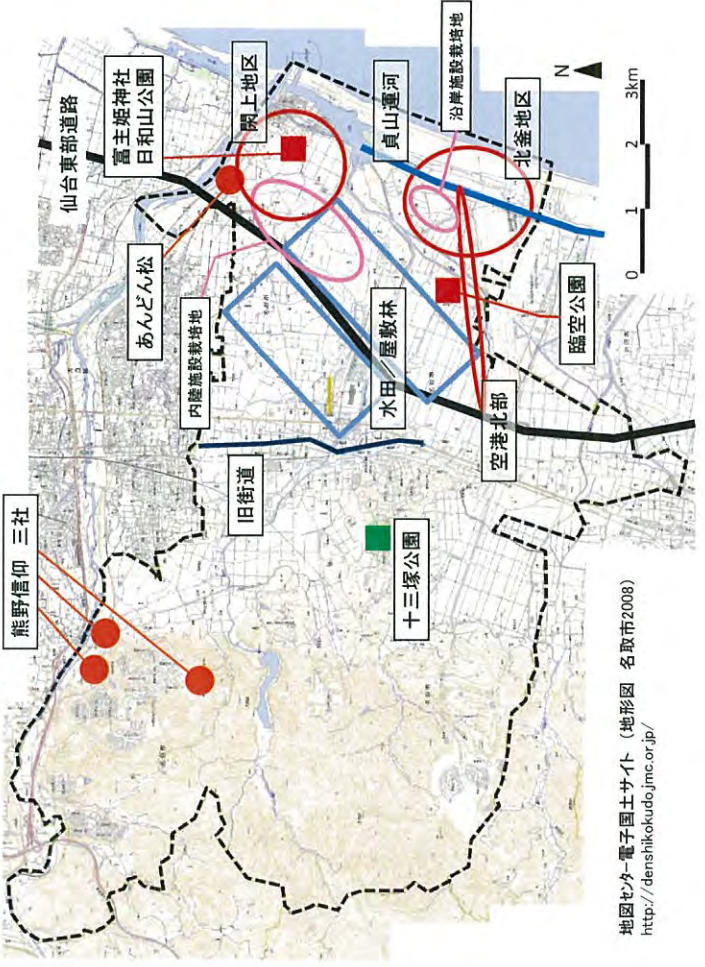 仙台東部道路
富主姫神社
日和山公園
閖上地区
あんどん松
内陸施設栽培地
沿岸施設栽培地
貞山運河
北釜地区
N
0 1 2 3km
臨空公園
水田 屋敷林
空港北部
旧街道
熊野信仰 三社
十三塚公園
地図センター電子国土サイト (地形図 名取市2008)
http://denshikokudo.jmc.or.jp/